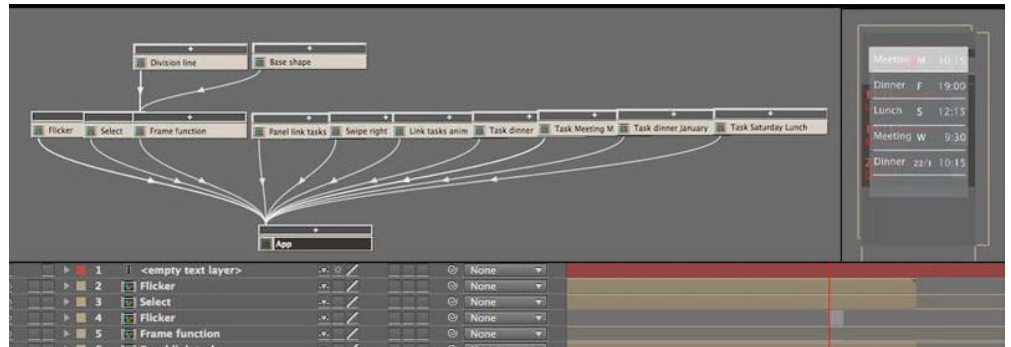 Division line
Base shape
Flicker
Select
Frame function
Panel link tasks
Swipe right
Link tasks anim
Task dinner
Task Meeting M
Task dinner January
Task Saturday Lunch
App
Meeting M 10:15
Dinner F 19:00
Lunch S 12:15
Meeting W 9:30
Dinner 22/1 10:15
1 T <empty text layer> None
2 Flicker None
3 Select None
4 Flicker None
5 Frame function None